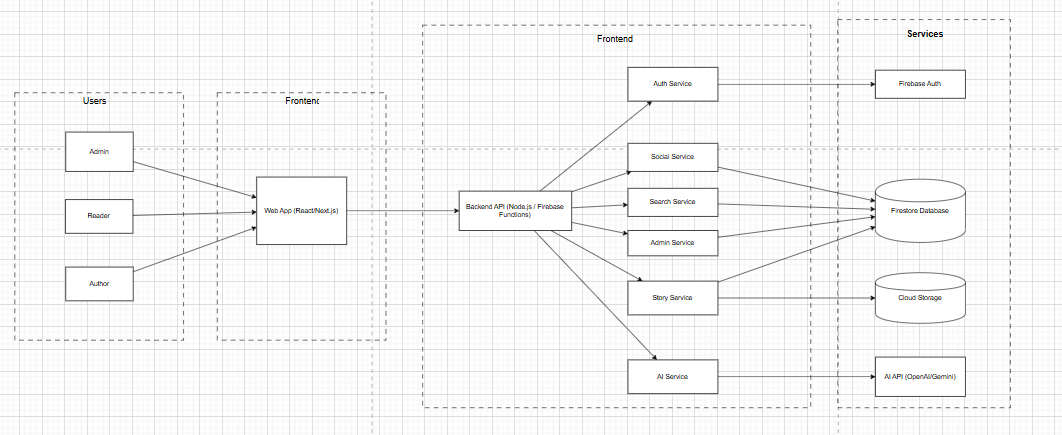 Users
Admin
Reader
Author
Frontend
Web App (React/Next.js)
Frontend
Backend API (Node.js / Firebase
Functions)
Auth Service
Social Service
Search Service
Admin Service
Story Service
AI Service
Services
Firebase Auth
Firestore Database
Cloud Storage
AI API (OpenAI/Gemini)